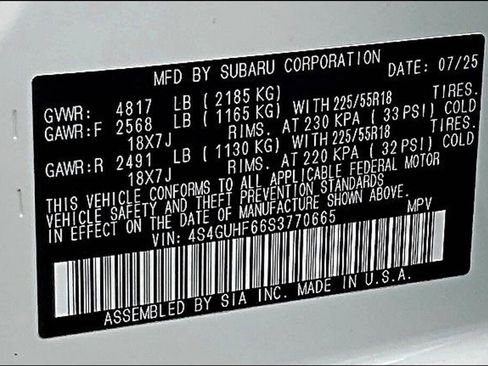 MFD BY SUBARU CORPORATION DATE: 07/25
GVWR: 4817 LB (2185 KG)
GAWR:F 2568 LB (1165 KG) WITH 225/55R18 TIRES.
18X7J RIMS. AT 230 KPA (33 PSI) COLD
GAWR:R 2491 LB (1130 KG) WITH 225/55R18 TIRES.
18X7J RIMS. AT 220 KPA (32 PSI) COLD
THIS VEHICLE CONFORMS TO ALL APPLICABLE FEDERAL MOTOR
VEHICLE SAFETY AND THEFT PREVENTION STANDARDS
IN EFFECT ON DATE OF MANUFACTURE SHOWN ABOVE.
VIN: 4S4GUHF66S3770665 MPV
ASSEMBLED BY SIA INC. MADE IN U.S.A.